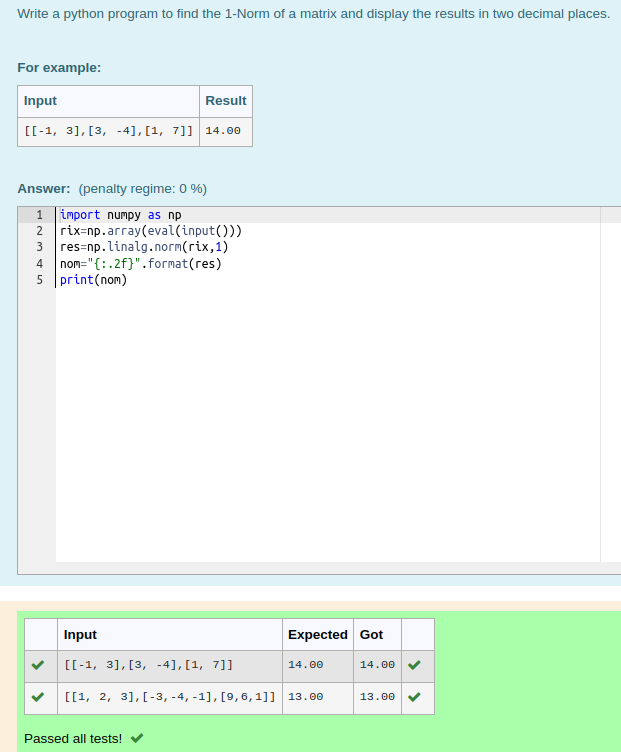 Write a python program to find the 1-Norm of a matrix and display the results in two decimal places.
For example:
Input Result
[[-1, 3],[3, -4],[1, 7]] 14.00
Answer: (penalty regime: 0 %)
1 import numpy as np
2 rix=np.array(eval(input()))
3 res=np.linalg.norm(rix,1)
4 nom="{:.2f}".format(res)
5 print(nom)
Input Expected Got
[[-1, 3],[3, -4],[1, 7]] 14.00 14.00
[[1, 2, 3],[-3,-4,-1],[9,6,1]] 13.00 13.00
Passed all tests!